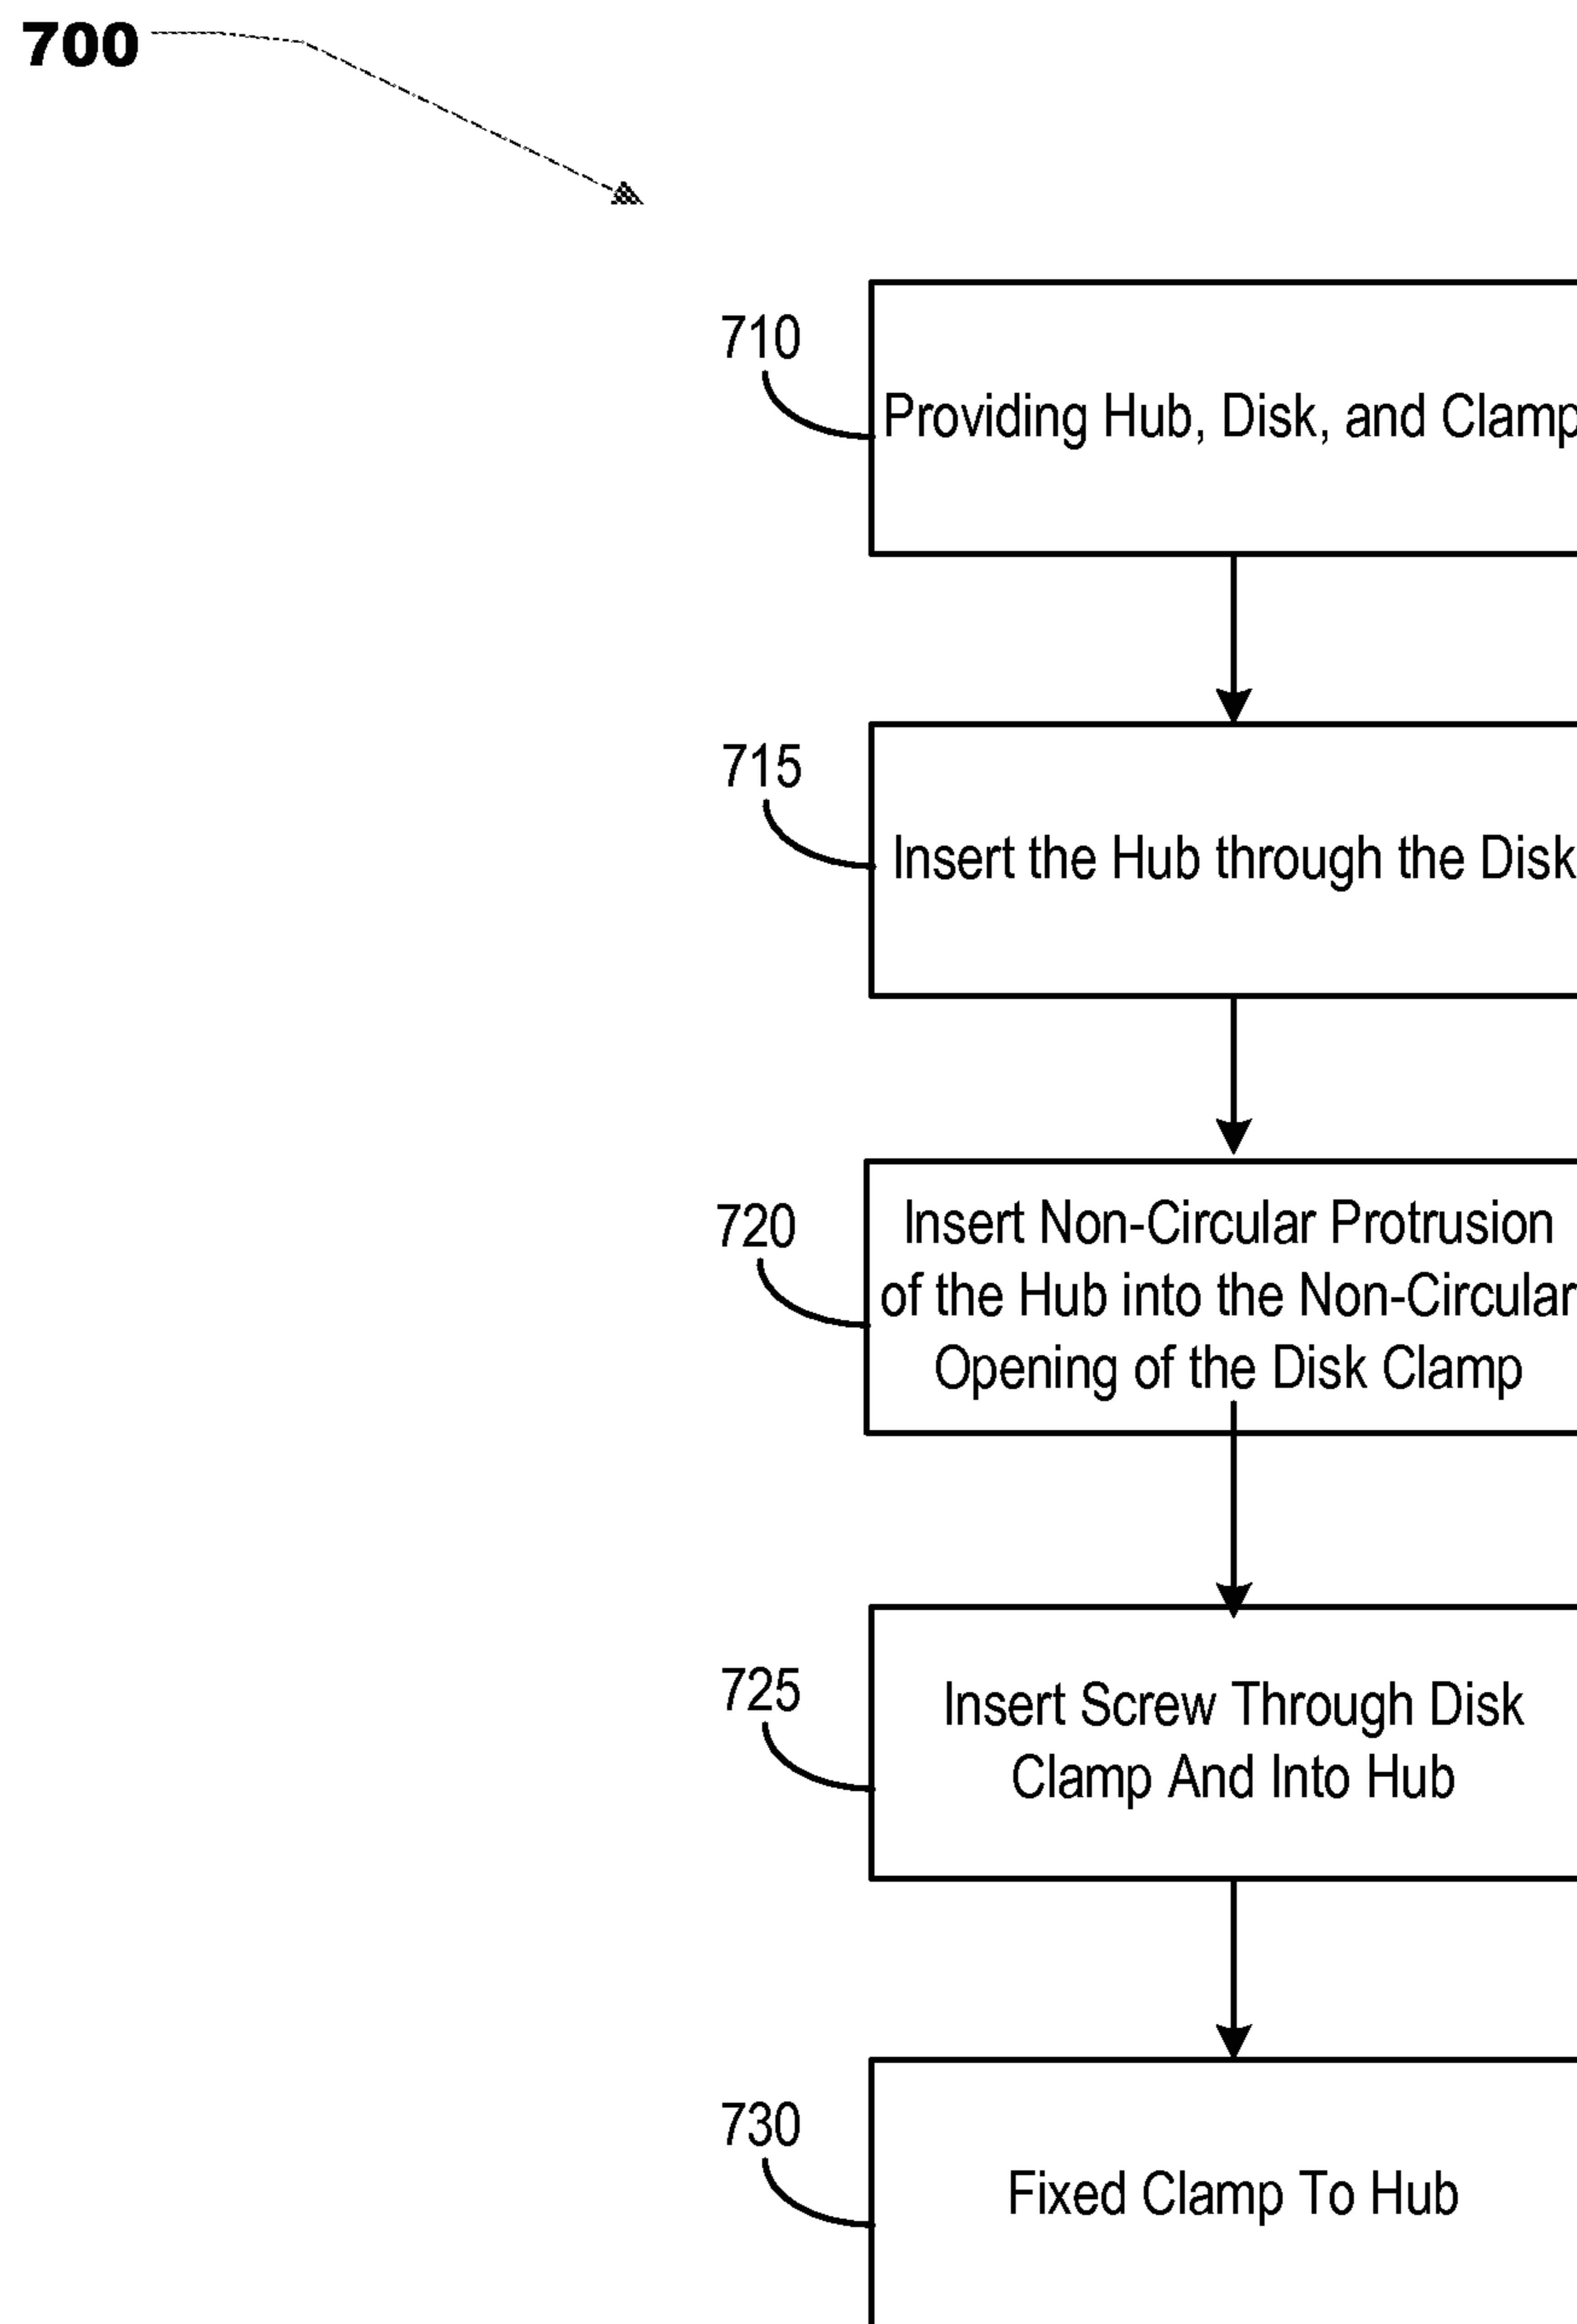 700
710
Providing Hub, Disk, and Clamp
715
Insert the Hub through the Disk
720
Insert Non-Circular Protrusion
of the Hub into the Non-Circular
Opening of the Disk Clamp
725
Insert Screw Through Disk
Clamp And Into Hub
730
Fixed Clamp To Hub